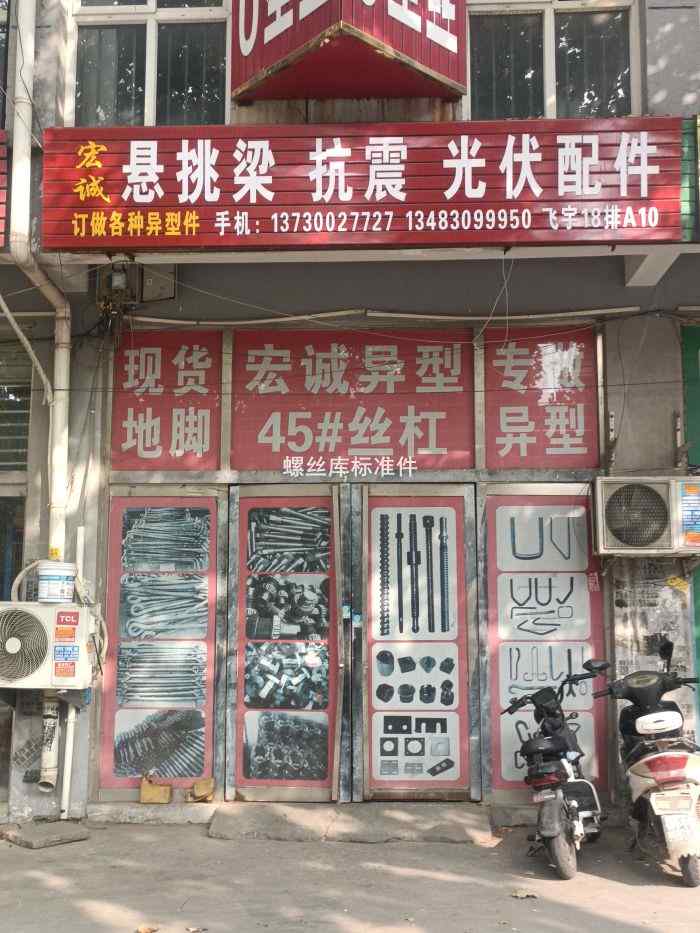 宏诚 悬挑梁 抗震 光伏配件
订做各种异型件 手机：13730027727 13483099950 飞宇18排A10
现货 宏诚异型 专做
地脚 45#丝杠 异型
螺丝库标准件
TCL